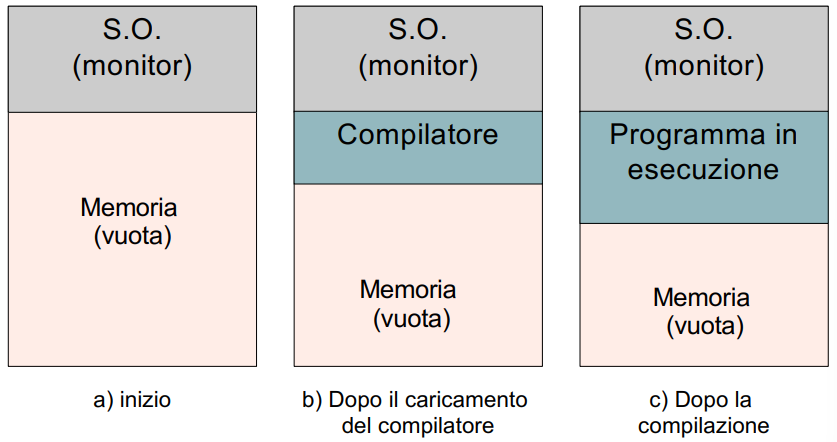 S.O.
(monitor)
Memoria
(vuota)
a) inizio
S.O.
(monitor)
Compilatore
Memoria
(vuota)
b) Dopo il caricamento
del compilatore
S.O.
(monitor)
Programma in
esecuzione
Memoria
(vuota)
c) Dopo la
compilazione